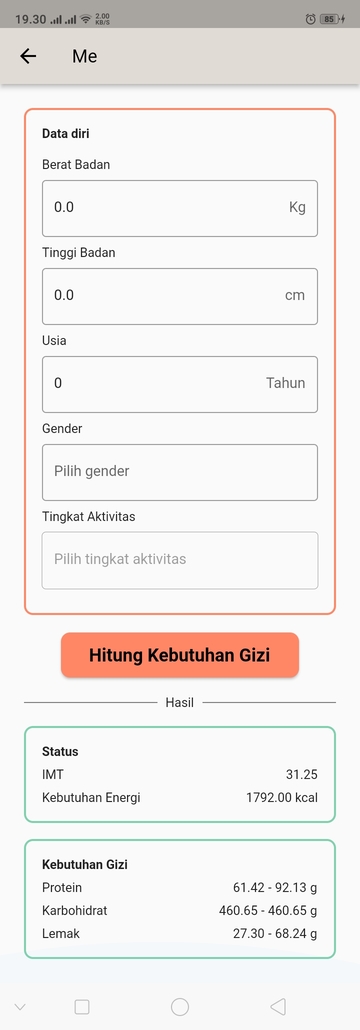 19.30 2.00 KB/S 85
Me
Data diri
Berat Badan
0.0 Kg
Tinggi Badan
0.0 cm
Usia
0 Tahun
Gender
Pilih gender
Tingkat Aktivitas
Pilih tingkat aktivitas
Hitung Kebutuhan Gizi
Hasil
Status
IMT 31.25
Kebutuhan Energi 1792.00 kcal
Kebutuhan Gizi
Protein 61.42 - 92.13 g
Karbohidrat 460.65 - 460.65 g
Lemak 27.30 - 68.24 g